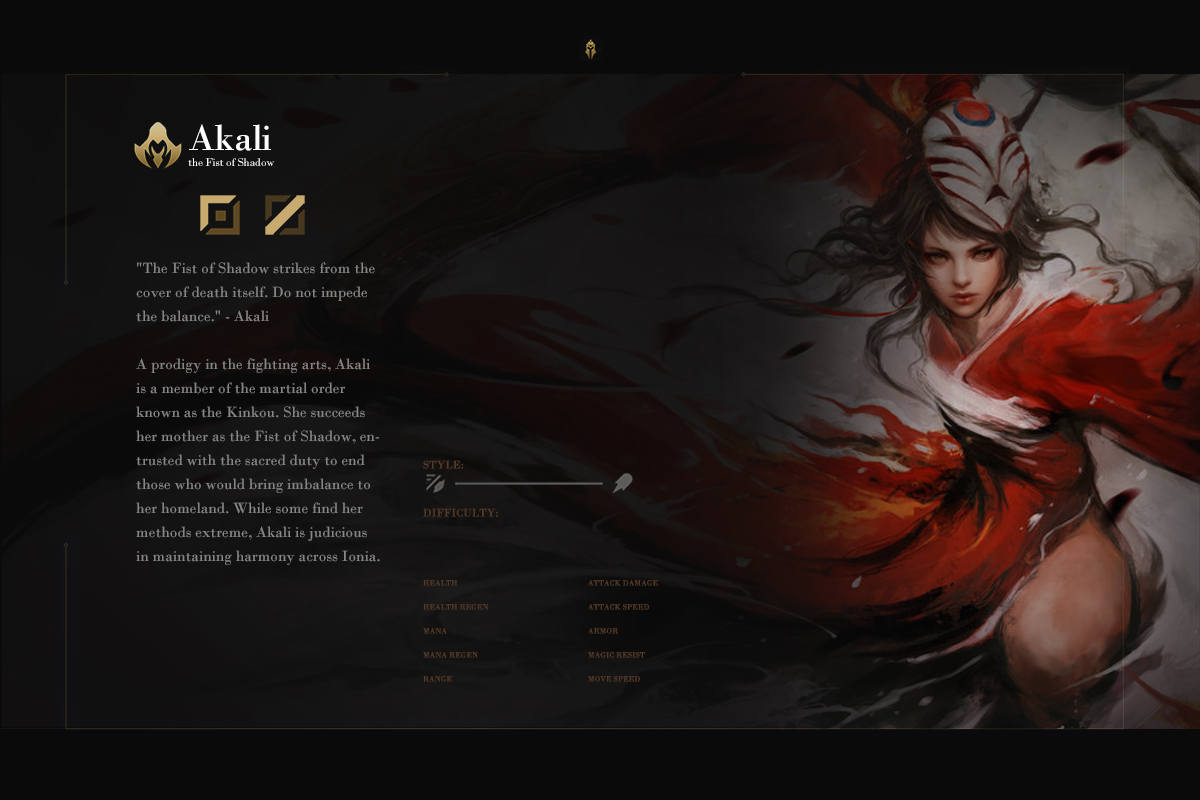 Akali
the Fist of Shadow
"The Fist of Shadow strikes from the
cover of death itself. Do not impede
the balance." - Akali
A prodigy in the fighting arts, Akali
is a member of the martial order
known as the Kinkou. She succeeds
her mother as the Fist of Shadow, en-
trusted with the sacred duty to end
those who would bring imbalance to
her homeland. While some find her
methods extreme, Akali is judicious
in maintaining harmony across Ionia.
STYLE:
DIFFICULTY:
HEALTH
HEALTH REGEN
MANA
MANA REGEN
RANGE
ATTACK DAMAGE
ATTACK SPEED
ARMOR
MAGIC RESIST
MOVE SPEED